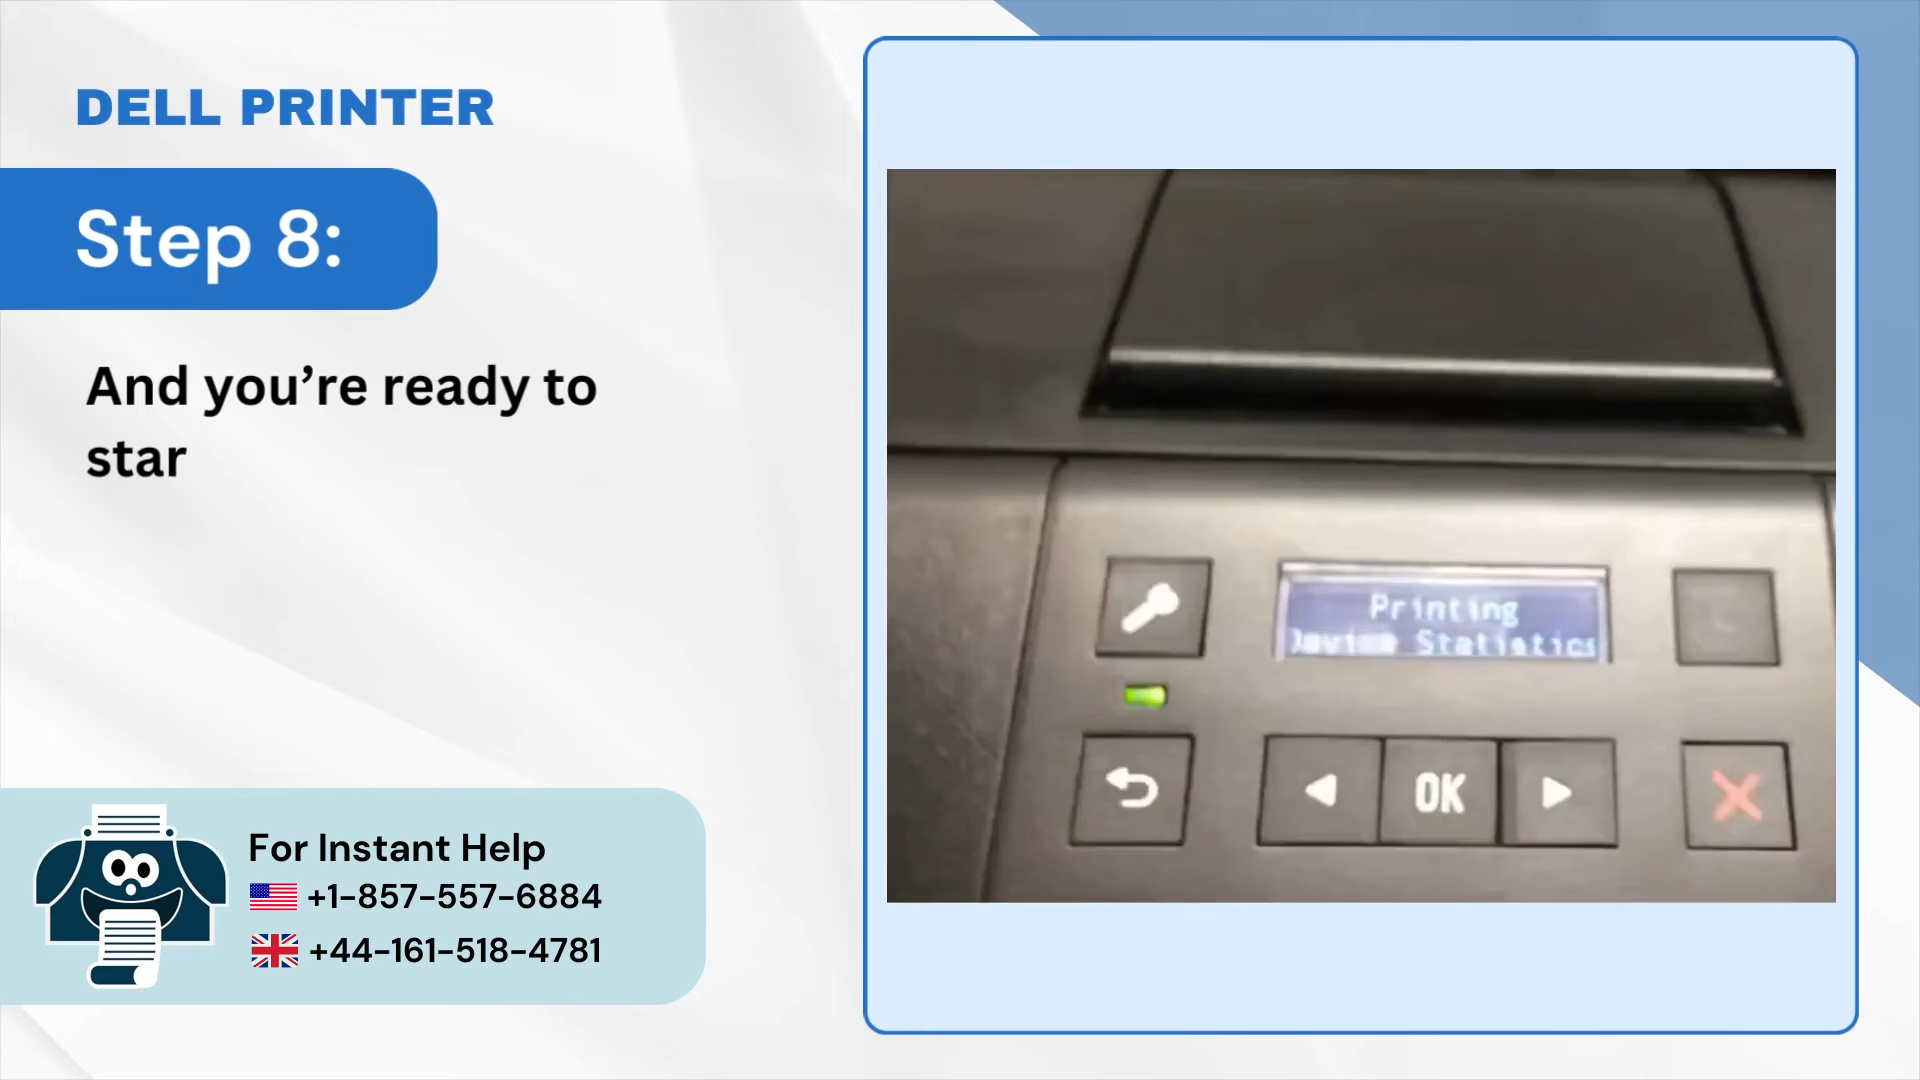 DELL PRINTER
Step 8:
And you’re ready to
star
Printing
Statistics
OK
For Instant Help
+1-857-557-6884
+44-161-518-4781